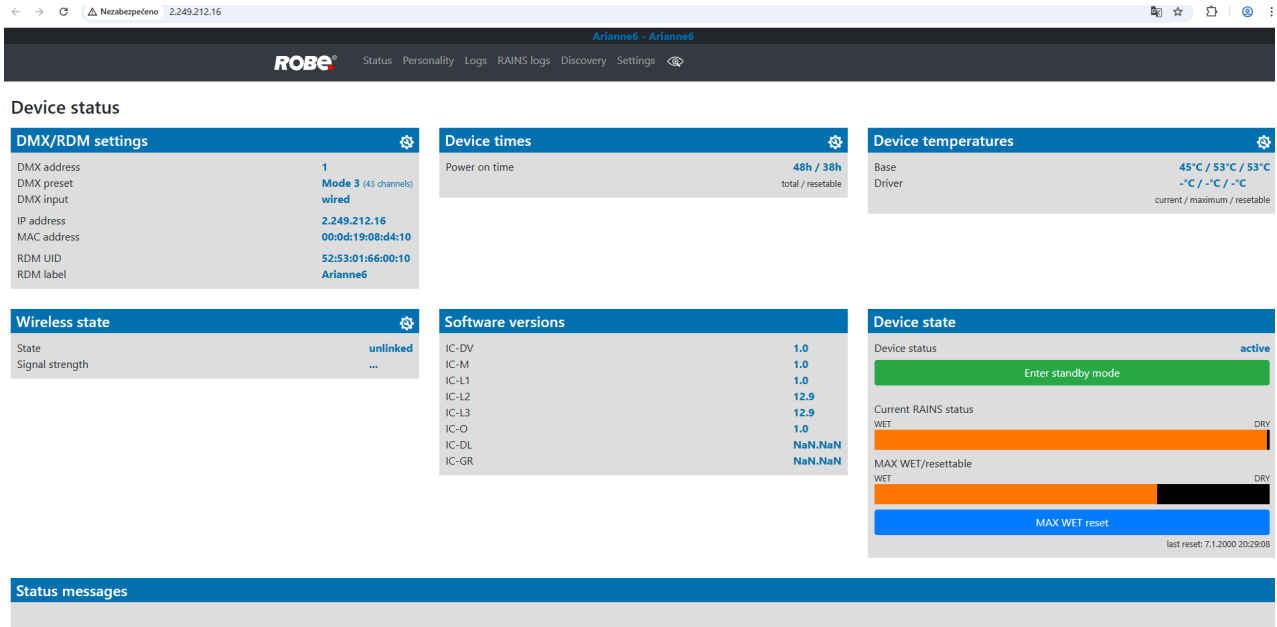 Nezabezpečeno 2.249.212.16
Arianne6 - Arianne6
ROBE® Status Personality Logs RAINS logs Discovery Settings
Device status
DMX/RDM settings
DMX address 1
DMX preset Mode 3 (43 channels)
DMX input wired
IP address 2.249.212.16
MAC address 00:0d:19:08:d4:10
RDM UID 52:53:01:66:00:10
RDM label Arianne6
Device times
Power on time 48h / 38h
total / resetable
Device temperatures
Base 45°C / 53°C / 53°C
Driver -°C / -°C / -°C
current / maximum / resetable
Wireless state
State unlinked
Signal strength ...
Software versions
IC-DV 1.0
IC-M 1.0
IC-L1 1.0
IC-L2 12.9
IC-L3 12.9
IC-O 1.0
IC-DL NaN.NaN
IC-GR NaN.NaN
Device state
Device status active
Enter standby mode
Current RAINS status
WET DRY
MAX WET/resettable
WET DRY
MAX WET reset
last reset: 7.1.2000 20:29:08
Status messages